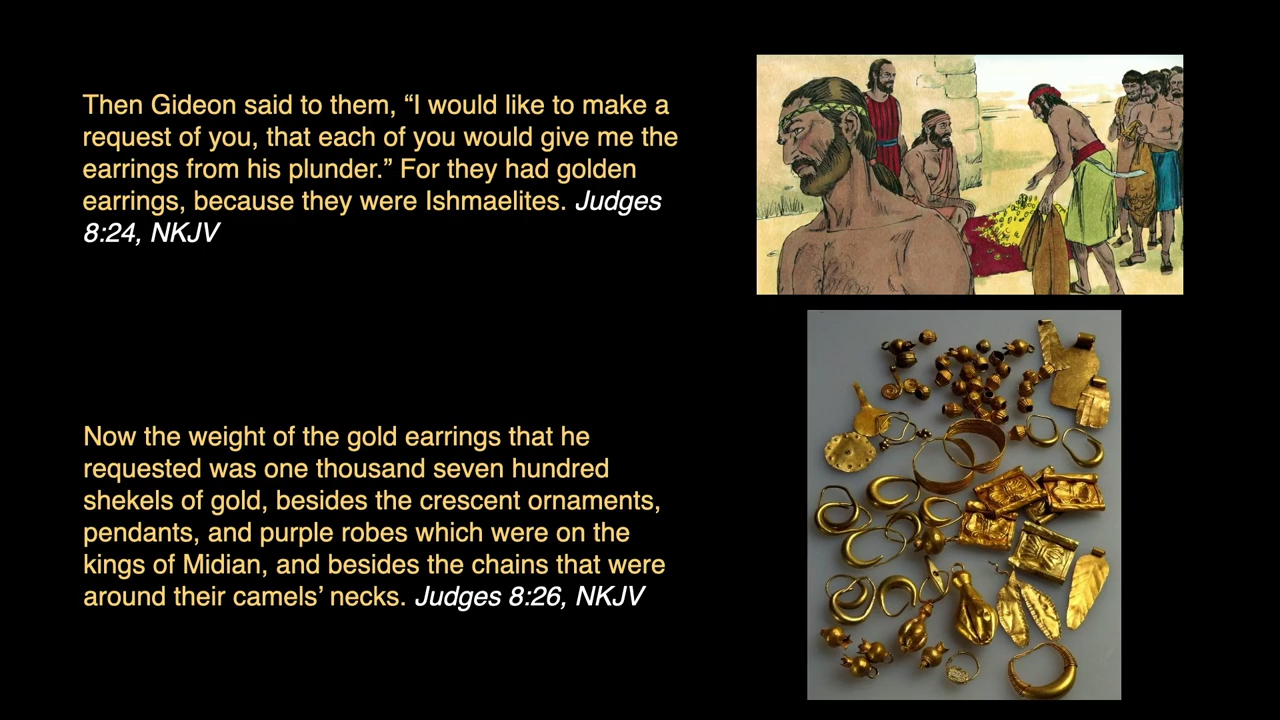 Then Gideon said to them, “I would like to make a
request of you, that each of you would give me the
earrings from his plunder.” For they had golden
earrings, because they were Ishmaelites. Judges
8:24, NKJV
Now the weight of the gold earrings that he
requested was one thousand seven hundred
shekels of gold, besides the crescent ornaments,
pendants, and purple robes which were on the
kings of Midian, and besides the chains that were
around their camels’ necks. Judges 8:26, NKJV